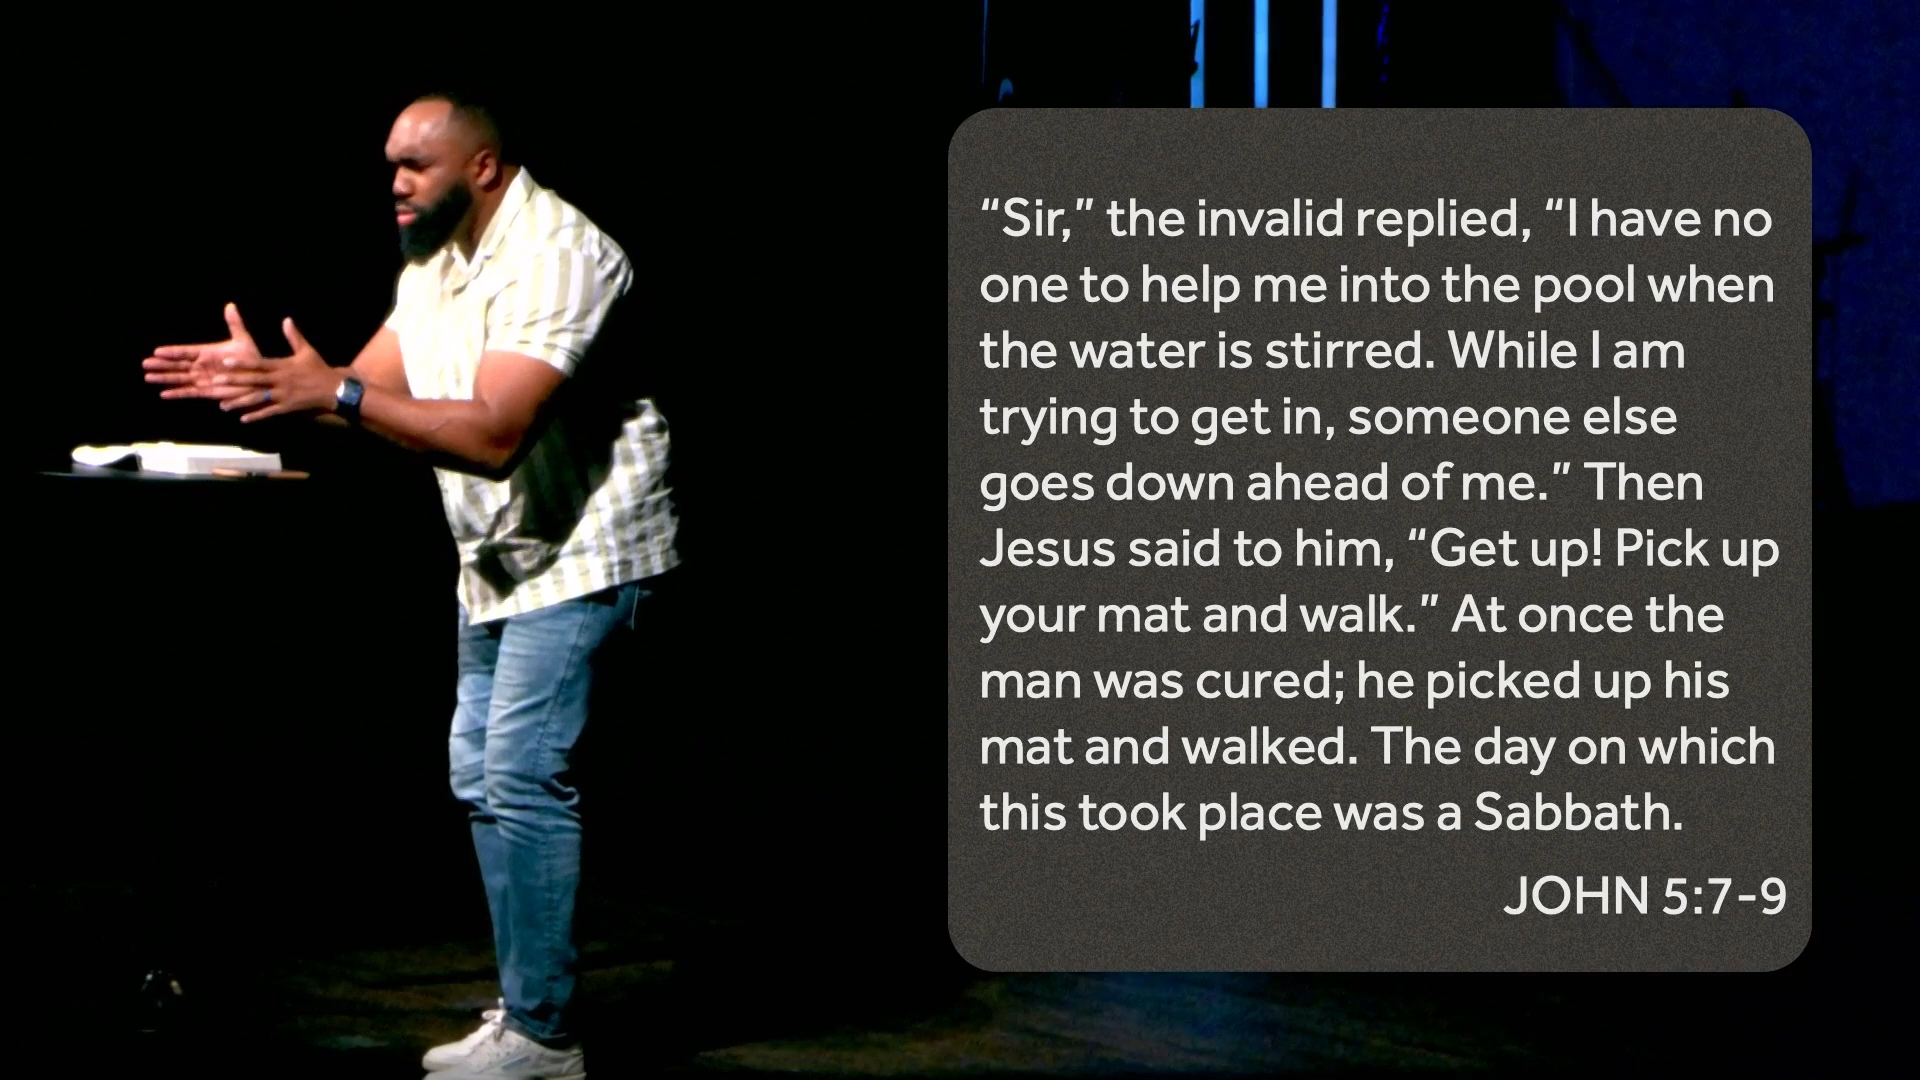 “Sir,” the invalid replied, “I have no
one to help me into the pool when
the water is stirred. While I am
trying to get in, someone else
goes down ahead of me.” Then
Jesus said to him, “Get up! Pick up
your mat and walk.” At once the
man was cured; he picked up his
mat and walked. The day on which
this took place was a Sabbath.
JOHN 5:7-9